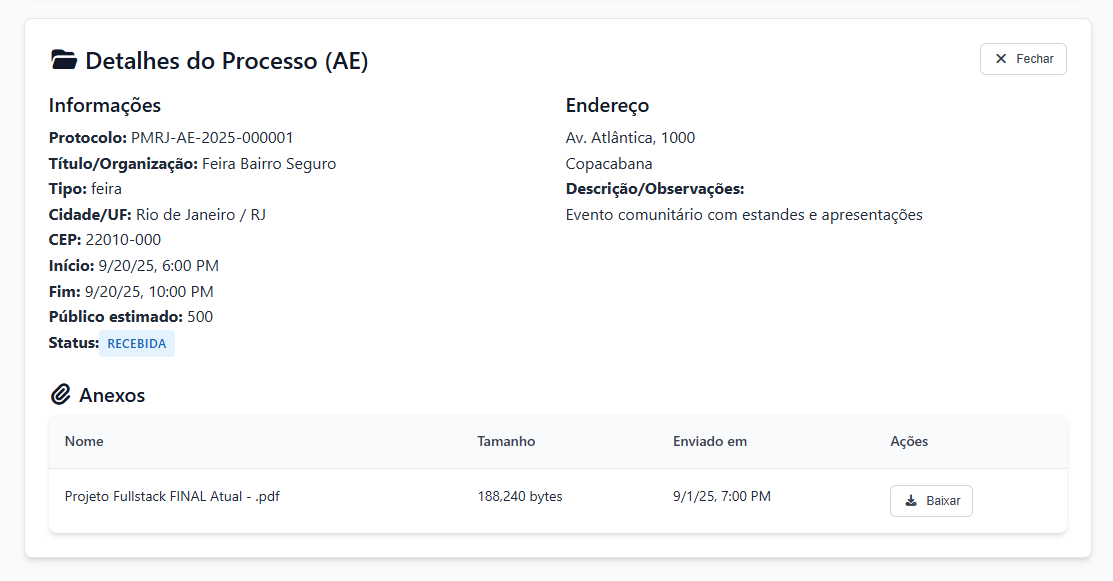 Detalhes do Processo (AE)
Fechar
Informações
Protocolo: PMRJ-AE-2025-000001
Título/Organização: Feira Bairro Seguro
Tipo: feira
Cidade/UF: Rio de Janeiro / RJ
CEP: 22010-000
Início: 9/20/25, 6:00 PM
Fim: 9/20/25, 10:00 PM
Público estimado: 500
Status: RECEBIDA
Endereço
Av. Atlântica, 1000
Copacabana
Descrição/Observações:
Evento comunitário com estandes e apresentações
Anexos
Nome Tamanho Enviado em Ações
Projeto Fullstack FINAL Atual - .pdf 188,240 bytes 9/1/25, 7:00 PM Baixar